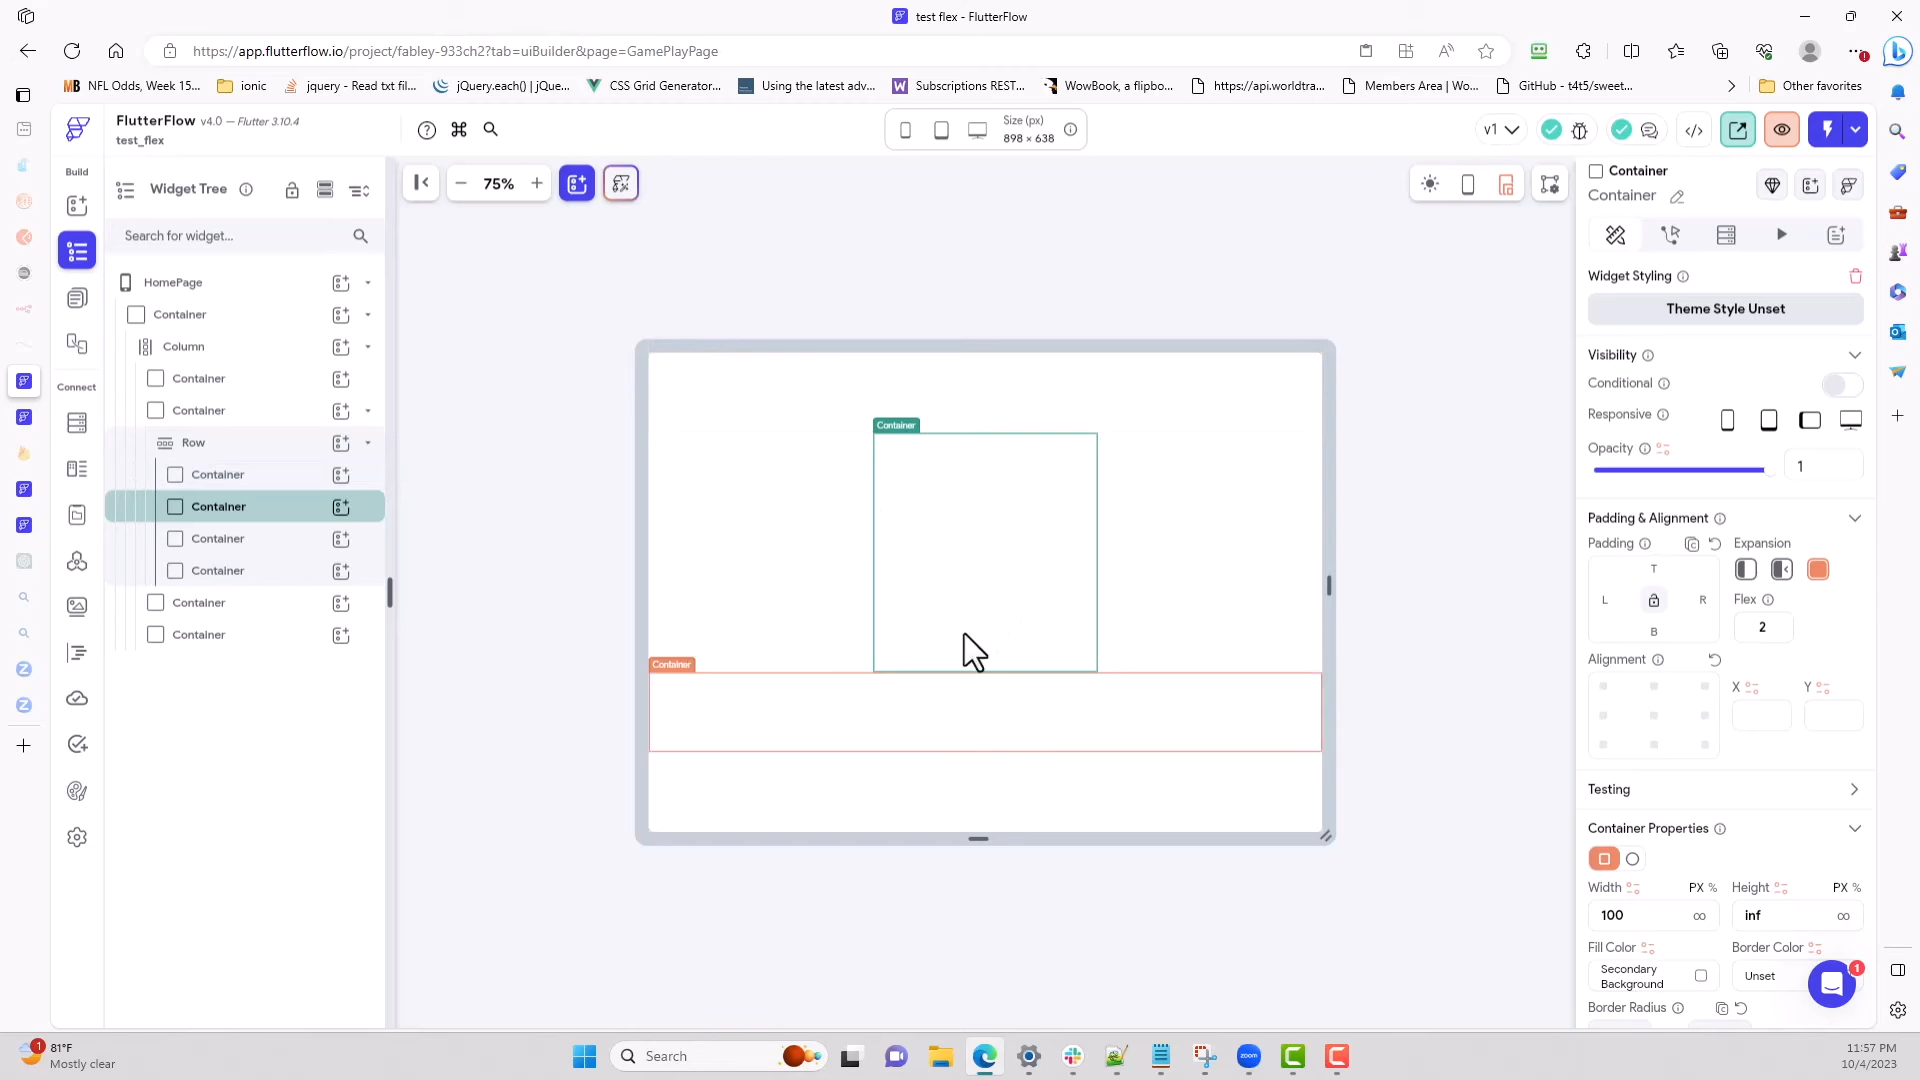 test flex - FlutterFlow
https://app.flutterflow.io/project/fabley-933ch2?tab=uiBuilder&page=GamePlayPage
MB NFL Odds, Week 15...
ionic
jquery - Read txt fil...
jQuery.each() | jQue...
CSS Grid Generator...
Using the latest adv...
W Subscriptions REST...
WowBook, a flipbo...
https://api.worldtra...
Members Area | Wo...
GitHub - t4t5/sweet...
Other favorites
FlutterFlow v4.0 — Flutter 3.10.4
test_flex
Size (px)
898 × 638
v1
Build
Widget Tree
75%
Container
Container
Search for widget...
Widget Styling
Theme Style Unset
HomePage
Container
Column
Container
Container
Row
Container
Container
Container
Container
Container
Container
Connect
Container
Container
Visibility
Conditional
Responsive
Opacity
1
Padding & Alignment
Padding
Expansion
T
L
R
B
Flex
2
Alignment
X
Y
Testing
Container Properties
Width
PX %
Height
PX %
100
∞
inf
∞
Fill Color
Border Color
Secondary
Background
Unset
1
Border Radius
1
81°F
Mostly clear
Search
zoom
11:57 PM
10/4/2023